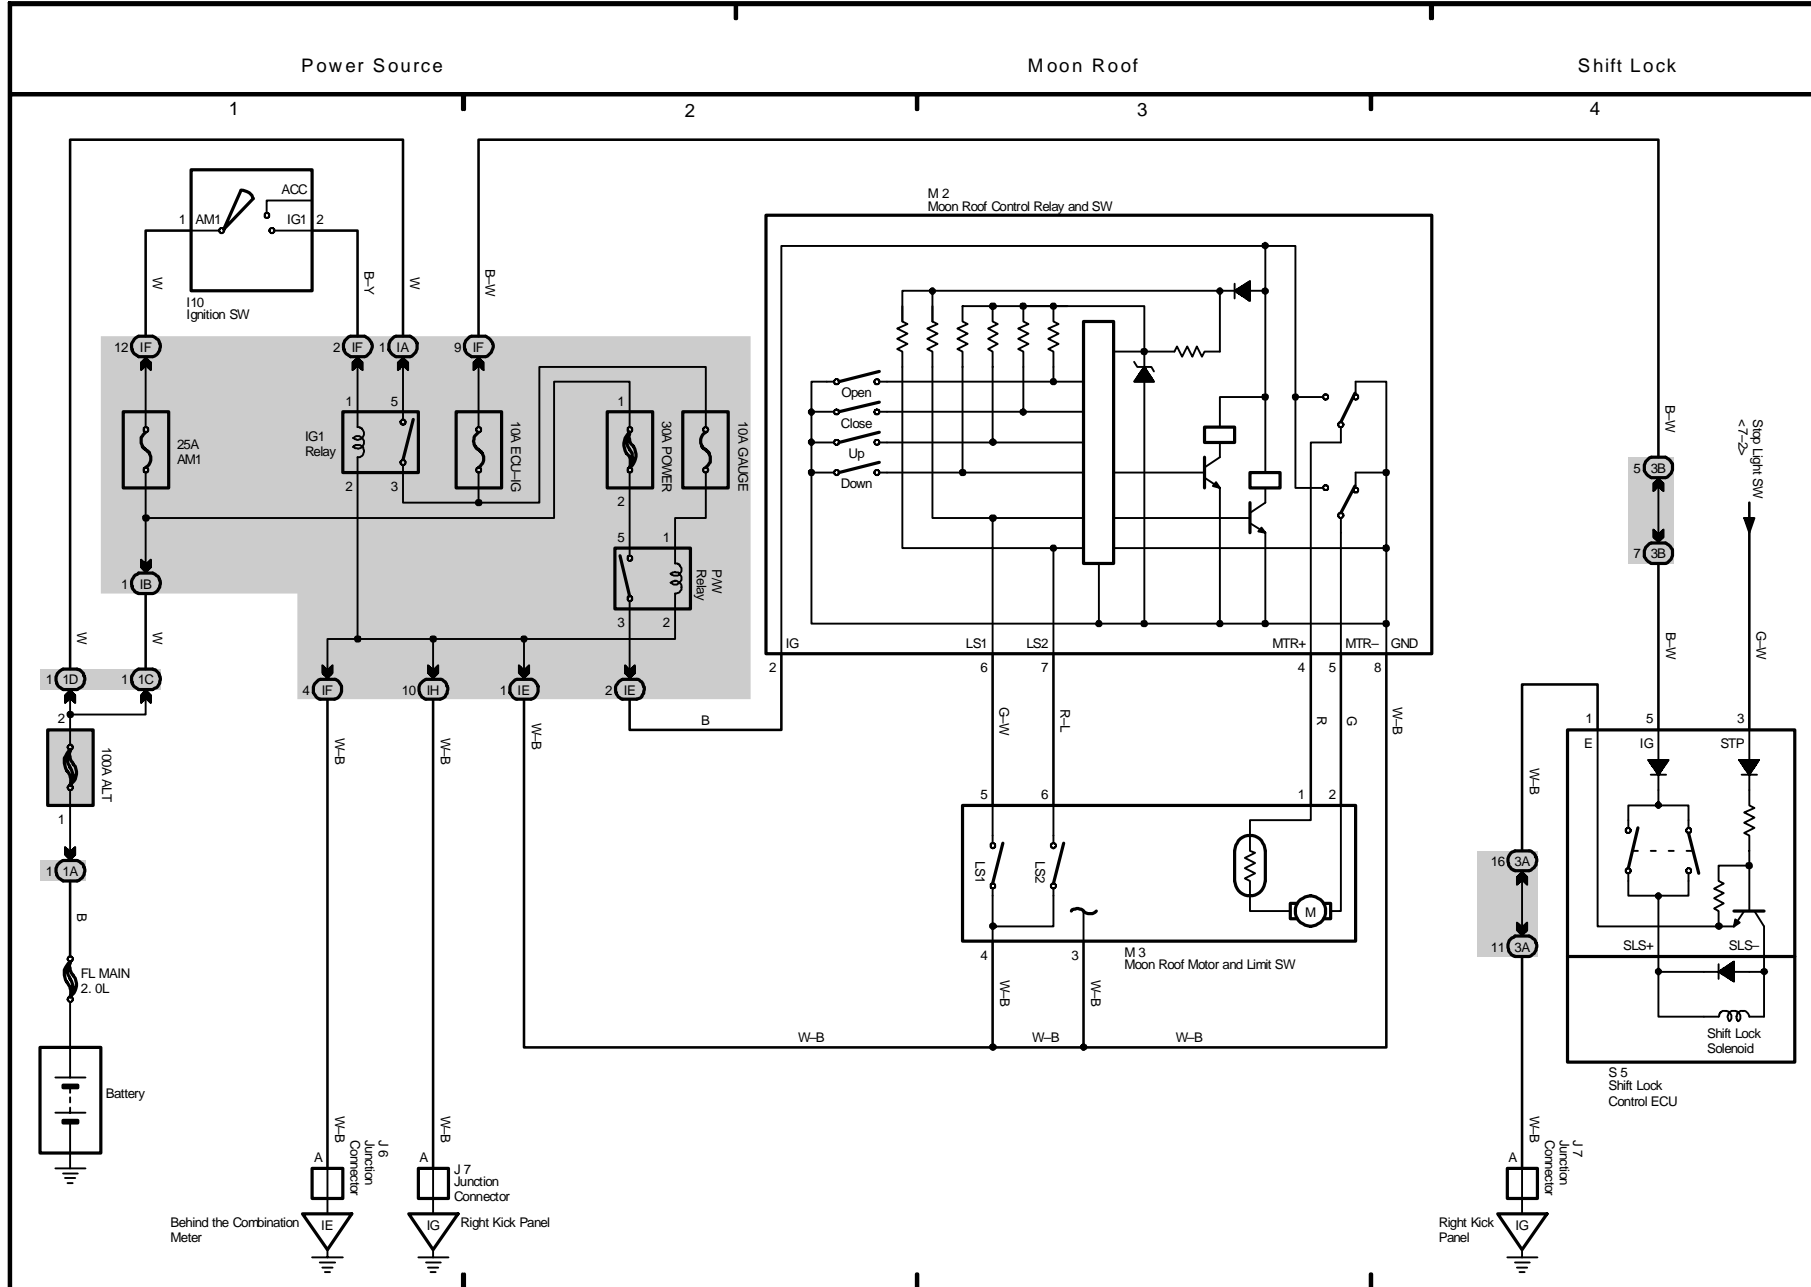 Power Source
Moon Roof
Shift Lock
1
2
3
4
ACC
1 AM1
IG1 2
I10
Ignition SW
W
B–Y
W
B–W
12 IF
2 IF
1 IA
9 IF
25A
AM1
IG1
Relay
1
5
2
3
10A ECU–IG
1
30A POWER
2
10A GAUGE
5
1
P/W
Relay
3
2
1 IB
W
W
1 1D
1 1C
4 IF
10 IH
1 IE
2 IE
2
100A ALT
1
1 1A
B
FL MAIN
2. 0L
Battery
W–B
W–B
W–B
B
W–B
W–B
A
J 6
Junction
Connector
A
J 7
Junction
Connector
Behind the Combination
Meter
IE
IG
Right Kick Panel
M 2
Moon Roof Control Relay and SW
Open
Close
Up
Down
IG
LS1
LS2
MTR+
MTR–
GND
2
6
7
4
5
8
G–W
R–L
R
G
W–B
5
6
1
2
LS1
LS2
M
4
3
M 3
Moon Roof Motor and Limit SW
W–B
W–B
W–B
W–B
W–B
B–W
Stop Light SW
<7–2>
5 3B
7 3B
B–W
G–W
1
5
3
E
IG
STP
W–B
16 3A
11 3A
SLS+
SLS–
Shift Lock
Solenoid
S 5
Shift Lock
Control ECU
W–B
A
J 7
Junction
Connector
Right Kick
Panel
IG